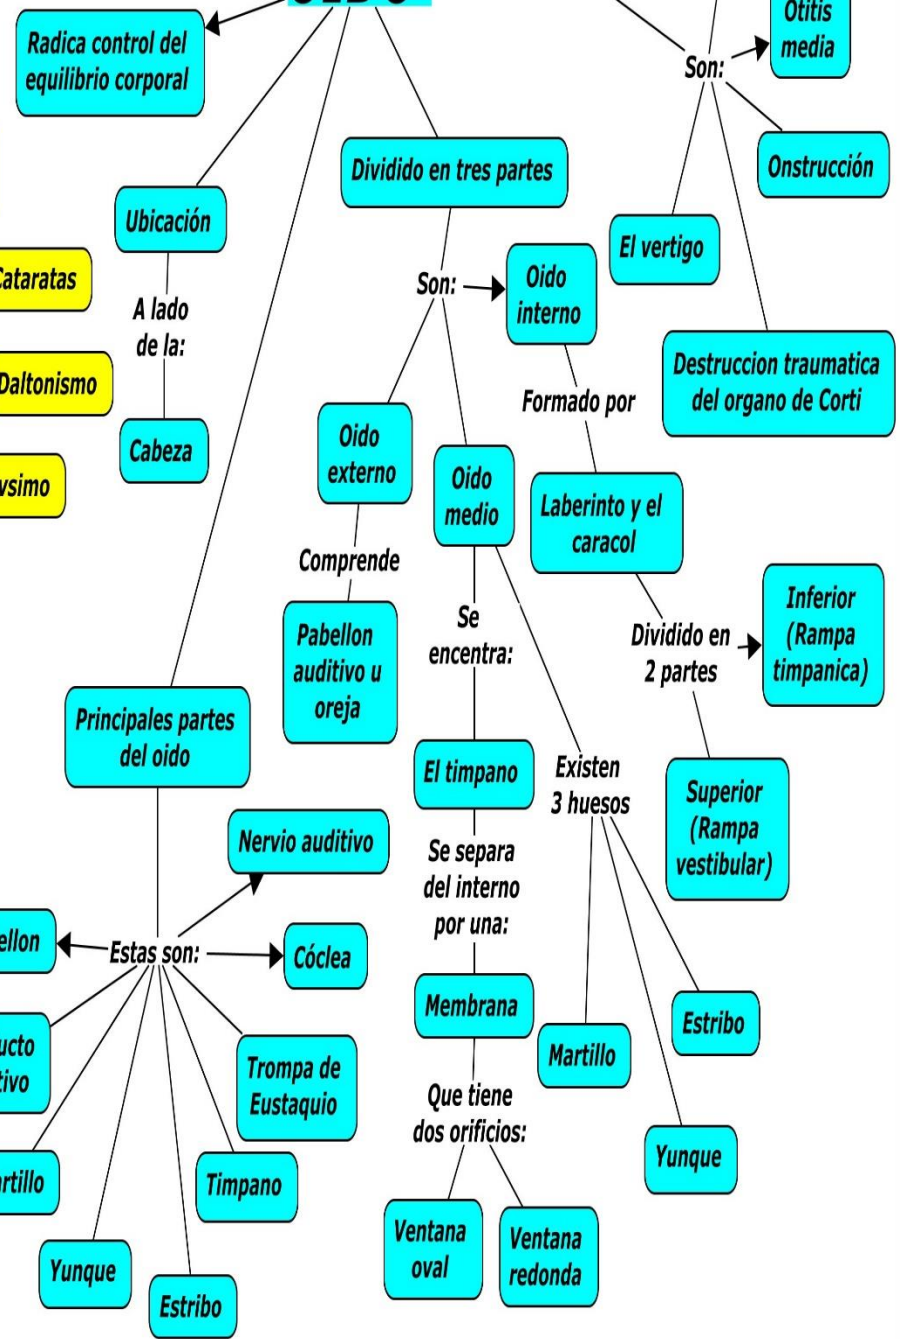 Radica control del
equilibrio corporal
Otitis
media
Son:
Onstrucción
Dividido en tres partes
Ubicación
El vertigo
Cataratas
Son:
Oido
interno
A lado
de la:
Destruccion traumatica
del organo de Corti
Daltonismo
Formado por
Cabeza
Oido
externo
Oido
medio
Laberinto y el
caracol
Comprende
Se
encentra:
Dividido en
2 partes
Inferior
(Rampa
timpanica)
Pabellon
auditivo u
oreja
Principales partes
del oido
El timpano
Existen
3 huesos
Superior
(Rampa
vestibular)
Nervio auditivo
Se separa
del interno
por una:
Estas son:
Cóclea
Membrana
Estribo
Martillo
Trompa de
Eustaquio
Que tiene
dos orificios:
Yunque
Timpano
Ventana
oval
Ventana
redonda
Yunque
Estribo